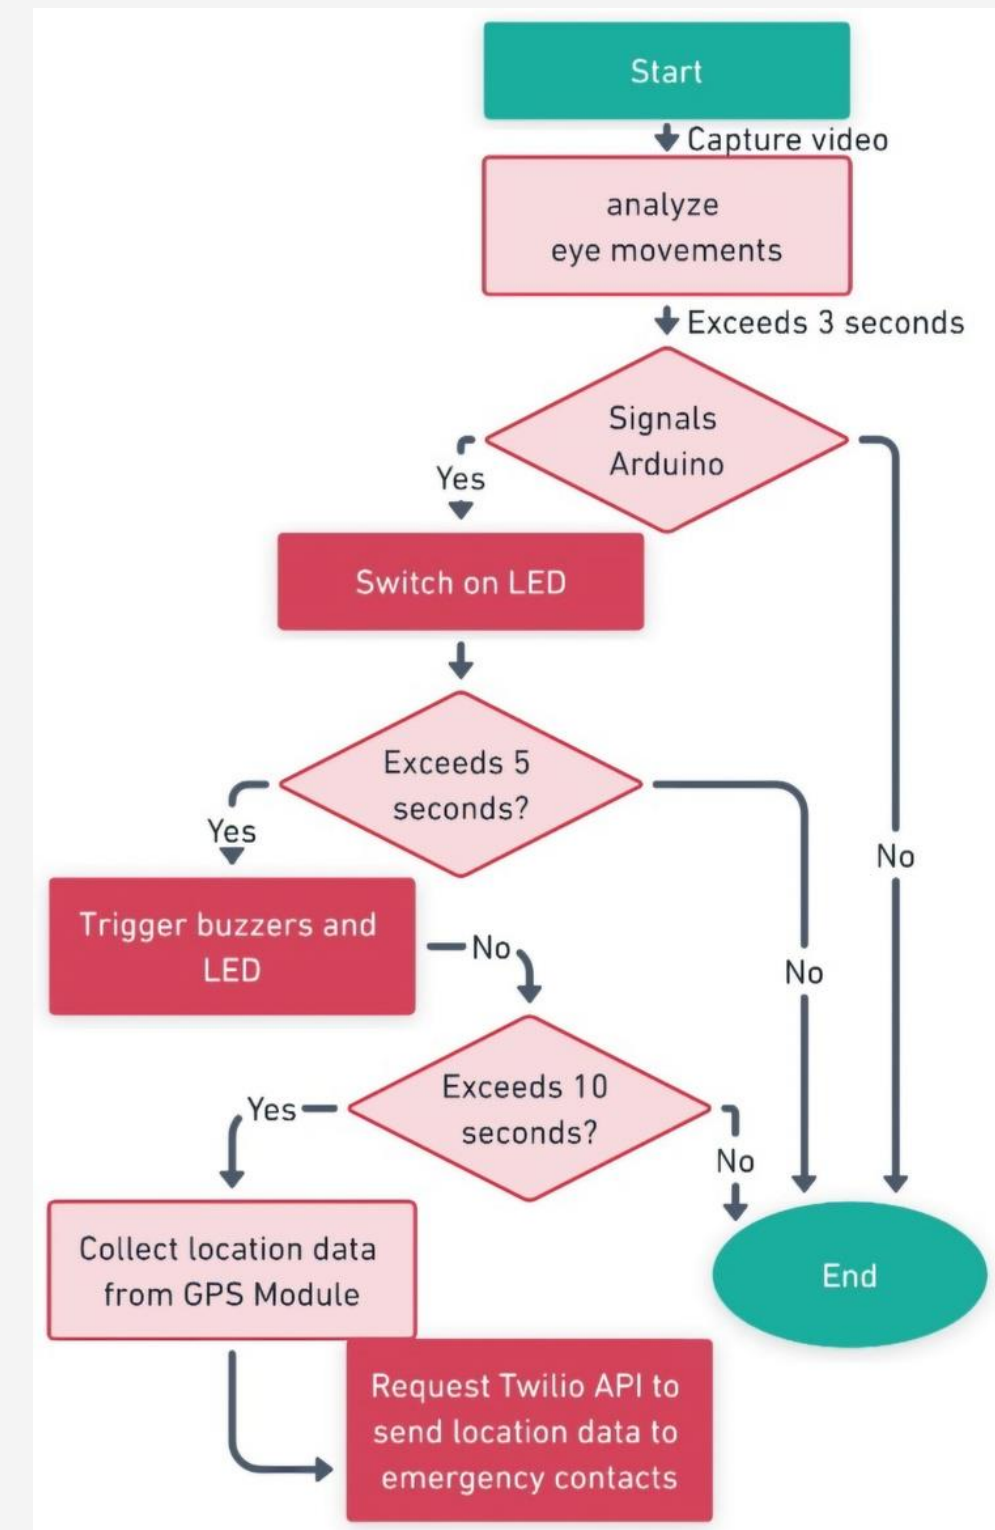 Start
Capture video
analyze
eye movements
Exceeds 3 seconds
Signals
Arduino
Yes
Switch on LED
Exceeds 5
seconds?
Yes
No
Trigger buzzers and
LED
No
No
Exceeds 10
seconds?
Yes
No
Collect location data
from GPS Module
End
Request Twilio API to
send location data to
emergency contacts